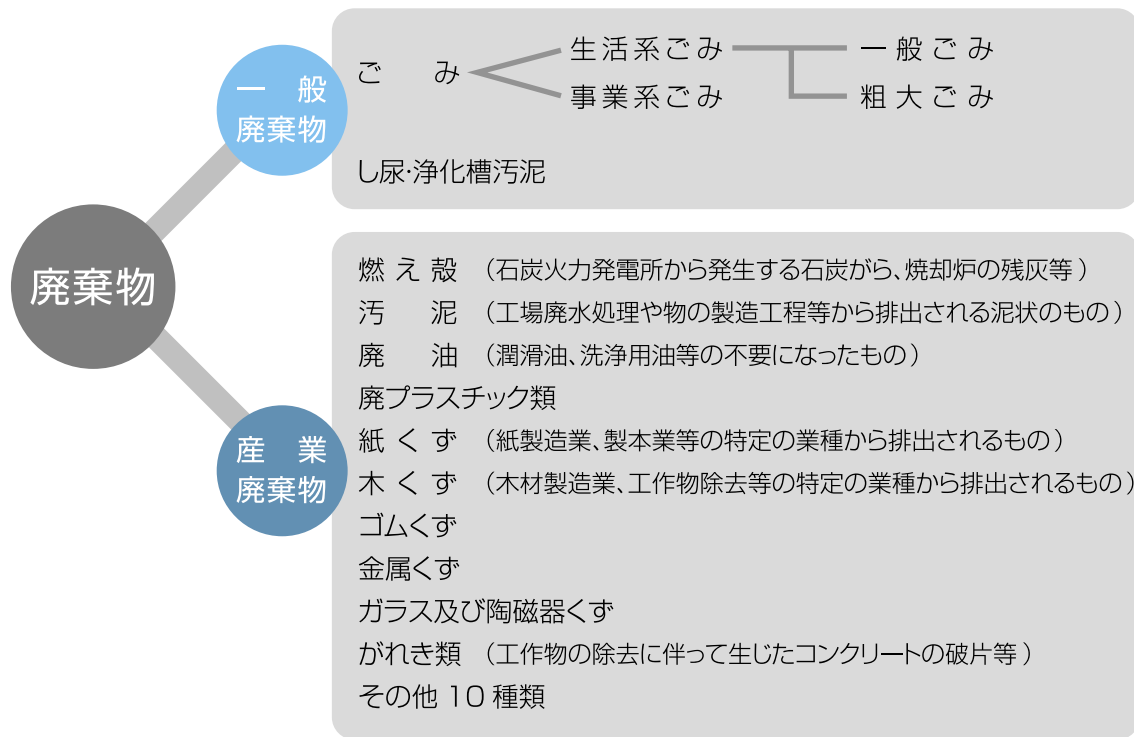 廃棄物
一般
廃棄物
ごみ
生活系ごみ
事業系ごみ
一般ごみ
粗大ごみ
し尿・浄化槽汚泥
産業
廃棄物
燃え殻 (石炭火力発電所から発生する石炭がら、焼却炉の残灰等)
汚泥 (工場廃水処理や物の製造工程等から排出される泥状のもの)
廃油 (潤滑油、洗浄用油等の不要になったもの)
廃プラスチック類
紙くず (紙製造業、製本業等の特定の業種から排出されるもの)
木くず (木材製造業、工作物除去等の特定の業種から排出されるもの)
ゴムくず
金属くず
ガラス及び陶磁器くず
がれき類 (工作物の除去に伴って生じたコンクリートの破片等)
その他 10 種類